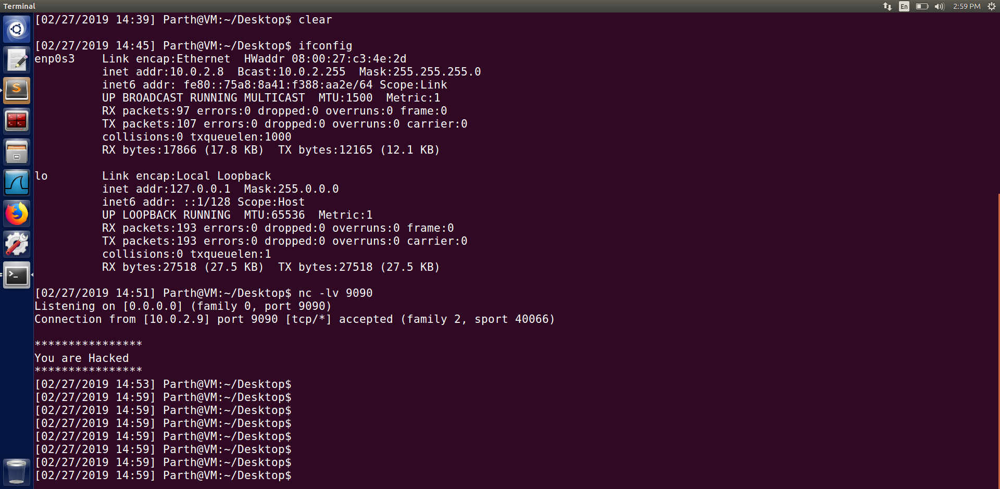 Terminal
En
2:59 PM
[02/27/2019 14:39] Parth@VM:~/Desktop$ clear
[02/27/2019 14:45] Parth@VM:~/Desktop$ ifconfig
enp0s3    Link encap:Ethernet  HWaddr 08:00:27:c3:4e:2d
          inet addr:10.0.2.8  Bcast:10.0.2.255  Mask:255.255.255.0
          inet6 addr: fe80::75a8:8a41:f388:aa2e/64 Scope:Link
          UP BROADCAST RUNNING MULTICAST  MTU:1500  Metric:1
          RX packets:97 errors:0 dropped:0 overruns:0 frame:0
          TX packets:107 errors:0 dropped:0 overruns:0 carrier:0
          collisions:0 txqueuelen:1000
          RX bytes:17866 (17.8 KB)  TX bytes:12165 (12.1 KB)
lo        Link encap:Local Loopback
          inet addr:127.0.0.1  Mask:255.0.0.0
          inet6 addr: ::1/128 Scope:Host
          UP LOOPBACK RUNNING  MTU:65536  Metric:1
          RX packets:193 errors:0 dropped:0 overruns:0 frame:0
          TX packets:193 errors:0 dropped:0 overruns:0 carrier:0
          collisions:0 txqueuelen:1
          RX bytes:27518 (27.5 KB)  TX bytes:27518 (27.5 KB)
[02/27/2019 14:51] Parth@VM:~/Desktop$ nc -lv 9090
Listening on [0.0.0.0] (family 0, port 9090)
Connection from [10.0.2.9] port 9090 [tcp/*] accepted (family 2, sport 40066)
****************
You are Hacked
****************
[02/27/2019 14:53] Parth@VM:~/Desktop$
[02/27/2019 14:59] Parth@VM:~/Desktop$
[02/27/2019 14:59] Parth@VM:~/Desktop$
[02/27/2019 14:59] Parth@VM:~/Desktop$
[02/27/2019 14:59] Parth@VM:~/Desktop$
[02/27/2019 14:59] Parth@VM:~/Desktop$
[02/27/2019 14:59] Parth@VM:~/Desktop$
[02/27/2019 14:59] Parth@VM:~/Desktop$